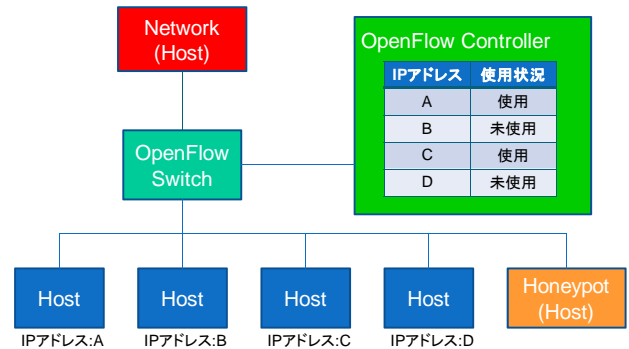 Network
(Host)
OpenFlow Controller
IPアドレス 使用状況
A 使用
B 未使用
C 使用
D 未使用
OpenFlow
Switch
Host
Host
Host
Host
Honeypot
(Host)
IPアドレス:A
IPアドレス:B
IPアドレス:C
IPアドレス:D